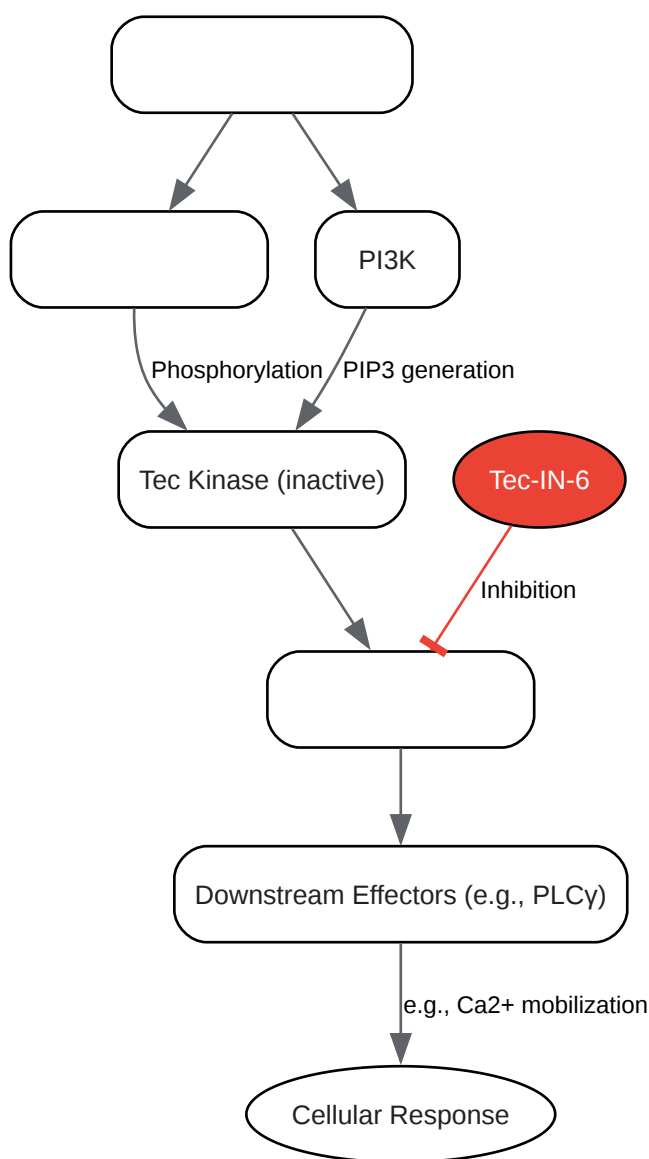 PI3K
Phosphorylation
PIP3 generation
Tec Kinase (inactive)
Tec-IN-6
Inhibition
Downstream Effectors (e.g., PLCγ)
e.g., Ca2+ mobilization
Cellular Response